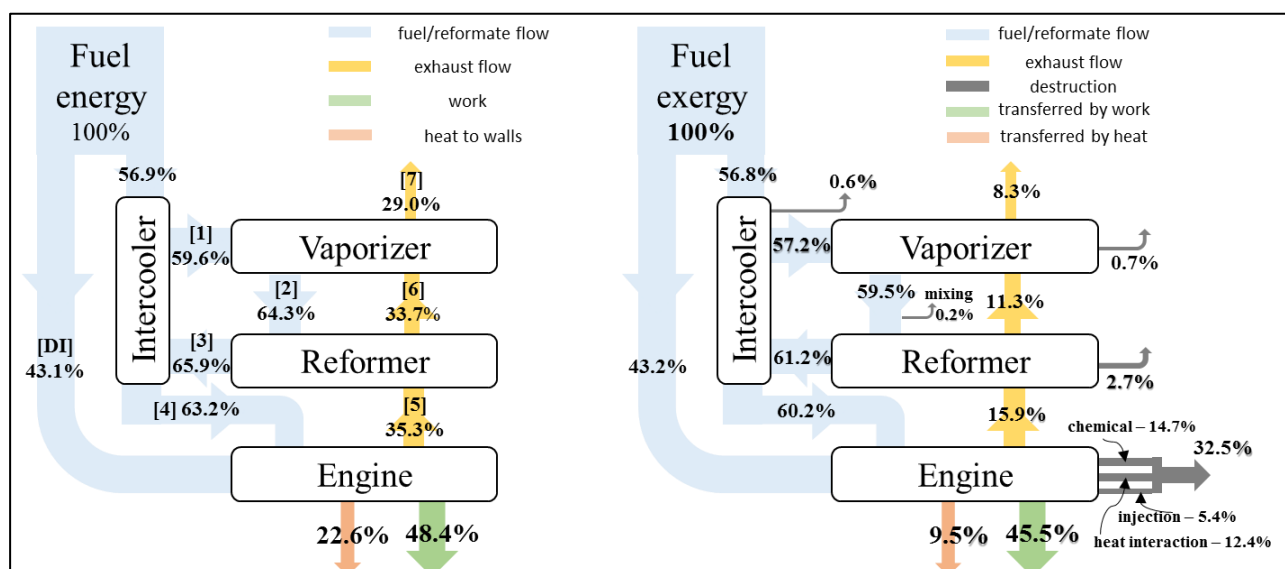 Fuel
energy
100%
fuel/reformate flow
exhaust flow
work
heat to walls
56.9%
[7]
29.0%
Intercooler
[1]
59.6%
Vaporizer
[2]
64.3%
[6]
33.7%
[DI]
43.1%
[3]
65.9%
Reformer
[4] 63.2%
[5]
35.3%
Engine
22.6%
48.4%
Fuel
exergy
100%
fuel/reformate flow
exhaust flow
destruction
transferred by work
transferred by heat
56.8%
0.6%
8.3%
Intercooler
57.2%
Vaporizer
0.7%
59.5%
mixing
0.2%
11.3%
43.2%
61.2%
Reformer
2.7%
60.2%
15.9%
chemical – 14.7%
32.5%
Engine
injection – 5.4%
heat interaction – 12.4%
9.5%
45.5%